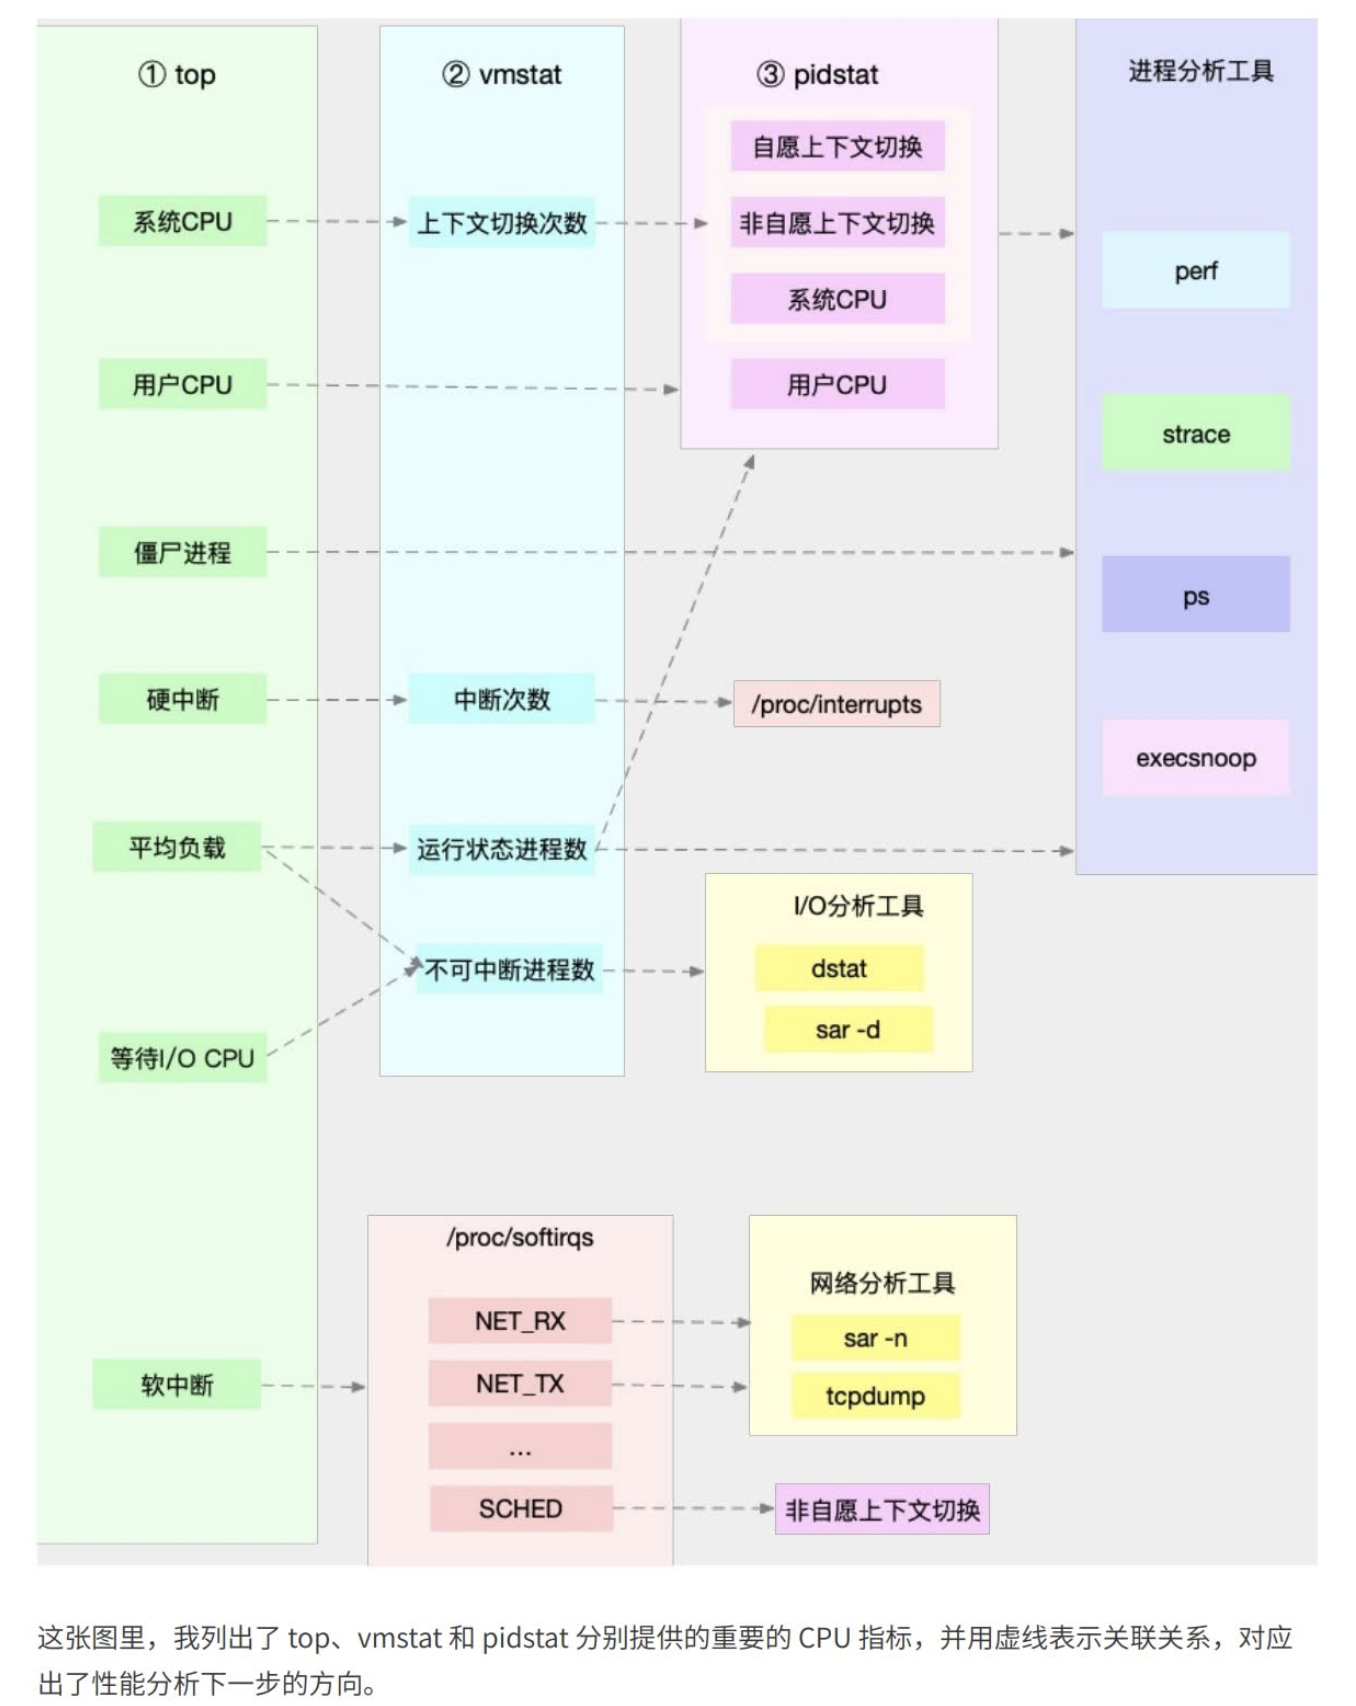 ① top
系统CPU
用户CPU
僵尸进程
硬中断
平均负载
等待I/O CPU
软中断
② vmstat
上下文切换次数
中断次数
运行状态进程数
不可中断进程数
③ pidstat
自愿上下文切换
非自愿上下文切换
系统CPU
用户CPU
/proc/interrupts
I/O分析工具
dstat
sar -d
进程分析工具
perf
strace
ps
execsnoop
/proc/softirqs
NET_RX
NET_TX
...
SCHED
网络分析工具
sar -n
tcpdump
非自愿上下文切换
这张图里，我列出了 top、vmstat 和 pidstat 分别提供的重要的 CPU 指标，并用虚线表示关联关系，对应
出了性能分析下一步的方向。